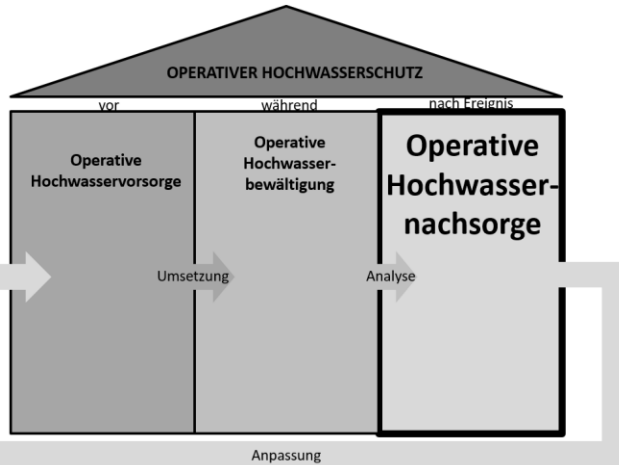 OPERATIVER HOCHWASSERSCHUTZ
vor
während
nach Ereignis
Operative
Hochwasservorsorge
Operative
Hochwasser-
bewältigung
Operative
Hochwasser-
nachsorge
Umsetzung
Analyse
Anpassung